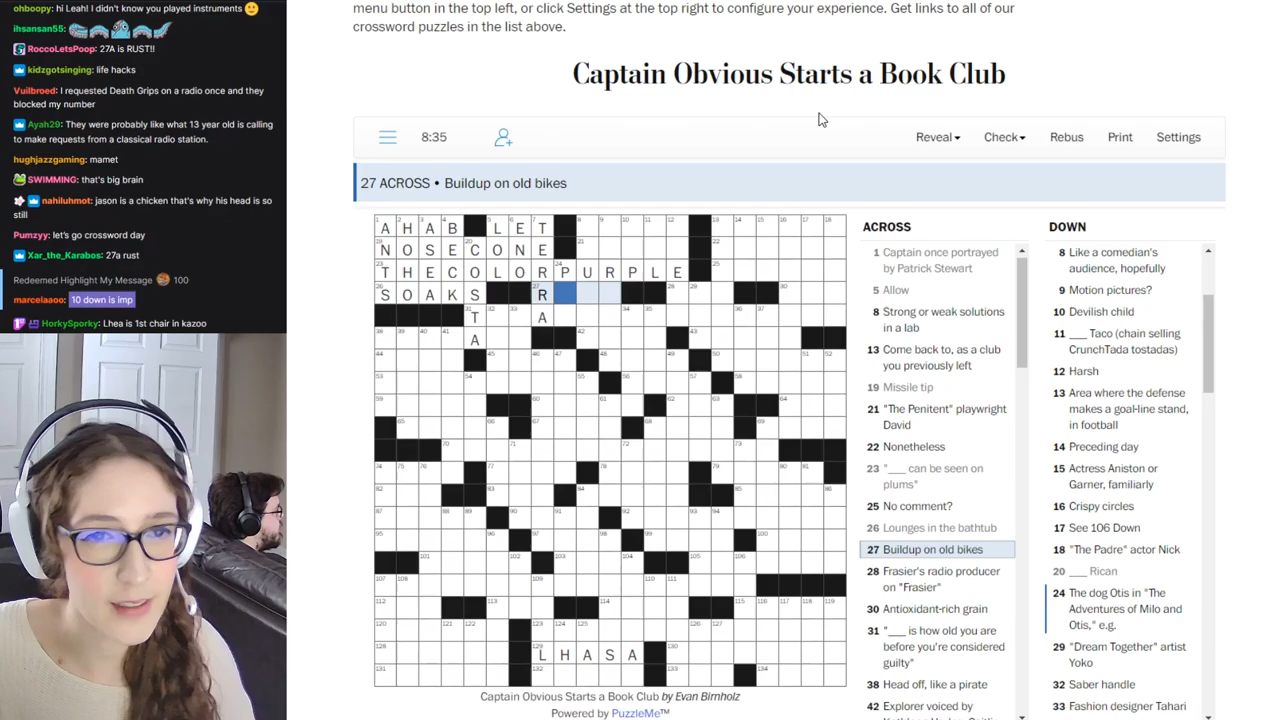 ohboopy: hi Leah! I didn't know you played instruments
ihsansan55:
RoccoLetsPoop: 27A is RUST!!
kidzgotsinging: life hacks
Vuilbroed: I requested Death Grips on a radio once and they
blocked my number
Ayah29: They were probably like what 13 year old is calling
to make requests from a classical radio station.
hughjazzgaming: mamet
SWIMMING: that's big brain
nahiluhmot: jason is a chicken that's why his head is so
still
Pumzyy: let's go crossword day
Xar_the_Karabos: 27a rust
Redeemed Highlight My Message 100
marcelaaoo: 10 down is imp
HorkySporky: Lhea is 1st chair in kazoo
menu button in the top left, or click Settings at the top right to configure your experience. Get links to all of our
crossword puzzles in the list above.
Captain Obvious Starts a Book Club
8:35
Reveal
Check
Rebus
Print
Settings
27 ACROSS • Buildup on old bikes
A H A B L E T
N O S E C O N E E
T H E C O L O R P U R P L E
S O A K S R
T A
A
L H A S A
Captain Obvious Starts a Book Club by Evan Birnholz
Powered by PuzzleMe™
ACROSS
1 Captain once portrayed
by Patrick Stewart
5 Allow
8 Strong or weak solutions
in a lab
13 Come back to, as a club
you previously left
19 Missile tip
21 "The Penitent" playwright
David
22 Nonetheless
23 "___ can be seen on
plums"
25 No comment?
26 Lounges in the bathtub
27 Buildup on old bikes
28 Frasier's radio producer
on "Frasier"
30 Antioxidant-rich grain
31 "___ is how old you are
before you're considered
guilty"
38 Head off, like a pirate
42 Explorer voiced by
DOWN
8 Like a comedian's
audience, hopefully
9 Motion pictures?
10 Devilish child
11 ___ Taco (chain selling
CrunchTada tostadas)
12 Harsh
13 Area where the defense
makes a goal-line stand,
in football
14 Preceding day
15 Actress Aniston or
Garner, familiarly
16 Crispy circles
17 See 106 Down
18 "The Padre" actor Nick
20 ___ Rican
24 The dog Otis in "The
Adventures of Milo and
Otis," e.g.
29 "Dream Together" artist
Yoko
32 Saber handle
33 Fashion designer Tahari